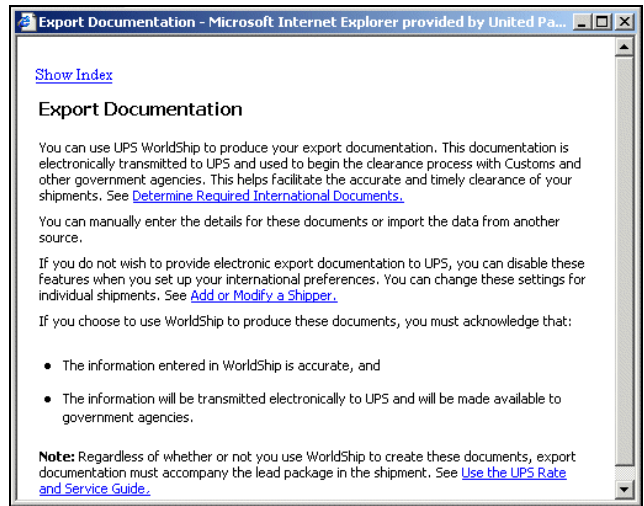 Export Documentation - Microsoft Internet Explorer provided by United Pa...
Show Index
Export Documentation
You can use UPS WorldShip to produce your export documentation. This documentation is
electronically transmitted to UPS and used to begin the clearance process with Customs and
other government agencies. This helps facilitate the accurate and timely clearance of your
shipments. See Determine Required International Documents.
You can manually enter the details for these documents or import the data from another
source.
If you do not wish to provide electronic export documentation to UPS, you can disable these
features when you set up your international preferences. You can change these settings for
individual shipments. See Add or Modify a Shipper.
If you choose to use WorldShip to produce these documents, you must acknowledge that:
• The information entered in WorldShip is accurate, and
• The information will be transmitted electronically to UPS and will be made available to
government agencies.
Note: Regardless of whether or not you use WorldShip to create these documents, export
documentation must accompany the lead package in the shipment. See Use the UPS Rate
and Service Guide.